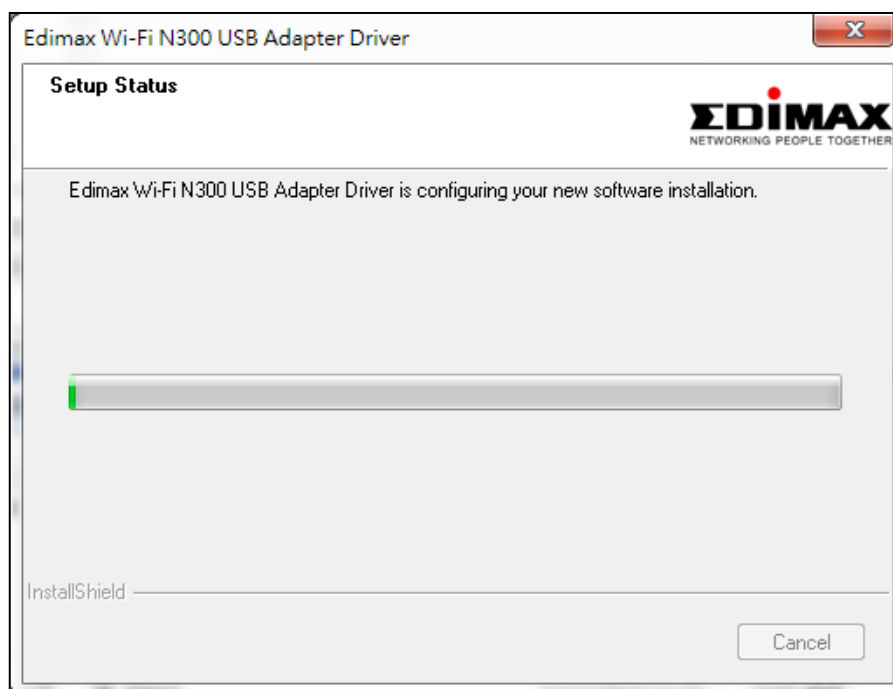 Edimax Wi-Fi N300 USB Adapter Driver
Setup Status
EDIMAX
NETWORKING PEOPLE TOGETHER
Edimax Wi-Fi N300 USB Adapter Driver is configuring your new software installation.
InstallShield
Cancel